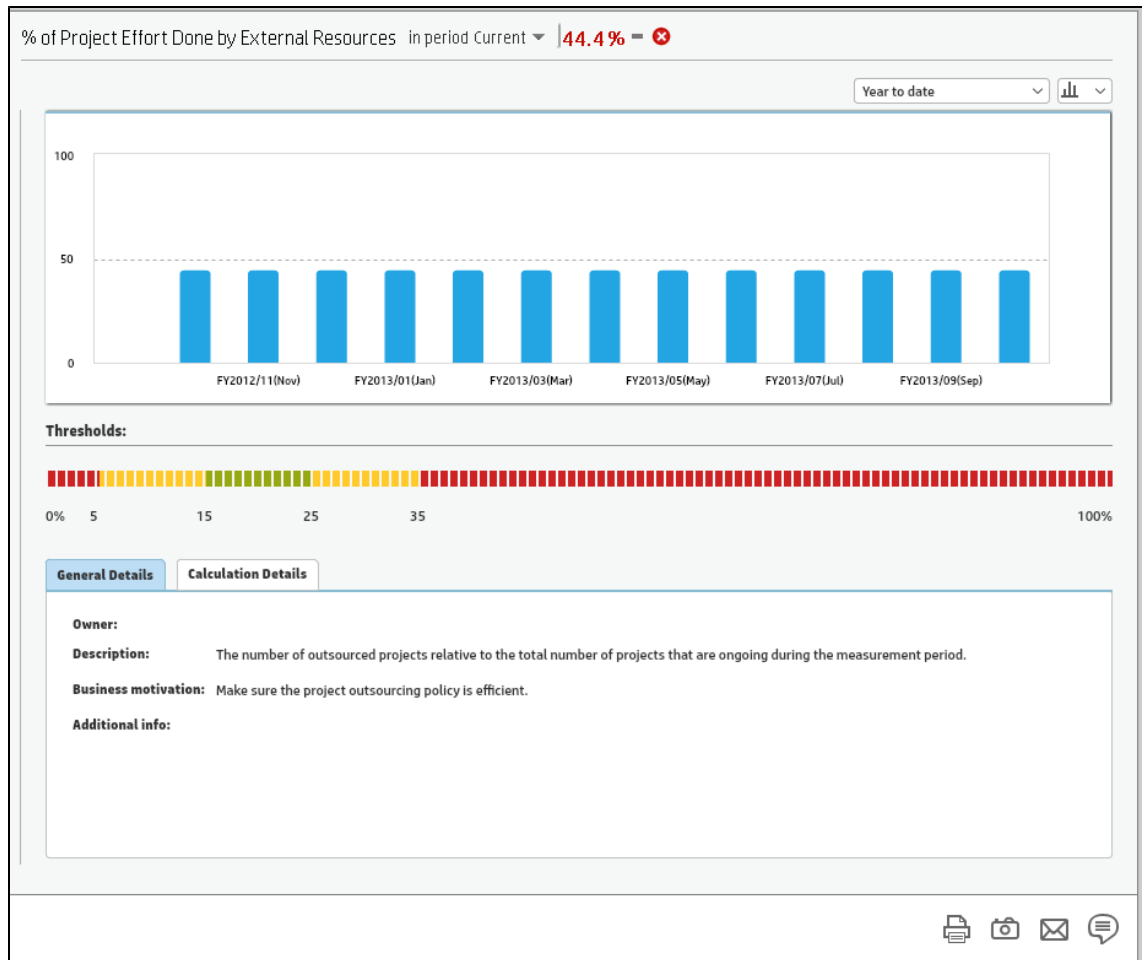 % of Project Effort Done by External Resources in period Current 44.4%
Year to date
100
50
0
FY2012/11(Nov) FY2013/01(Jan) FY2013/03(Mar) FY2013/05(May) FY2013/07(Jul) FY2013/09(Sep)
Thresholds:
0% 5 15 25 35 100%
General Details Calculation Details
Owner:
Description: The number of outsourced projects relative to the total number of projects that are ongoing during the measurement period.
Business motivation: Make sure the project outsourcing policy is efficient.
Additional info: